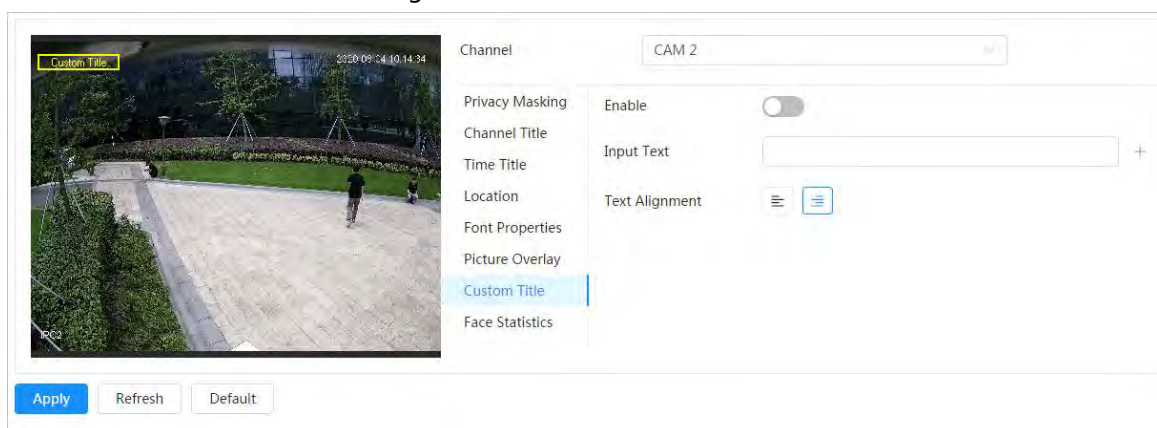 Custom Title
2020-06-24 10:14:34
IPC2
Channel
CAM 2
Privacy Masking
Channel Title
Time Title
Location
Font Properties
Picture Overlay
Custom Title
Face Statistics
Enable
Input Text
+
Text Alignment
Apply
Refresh
Default